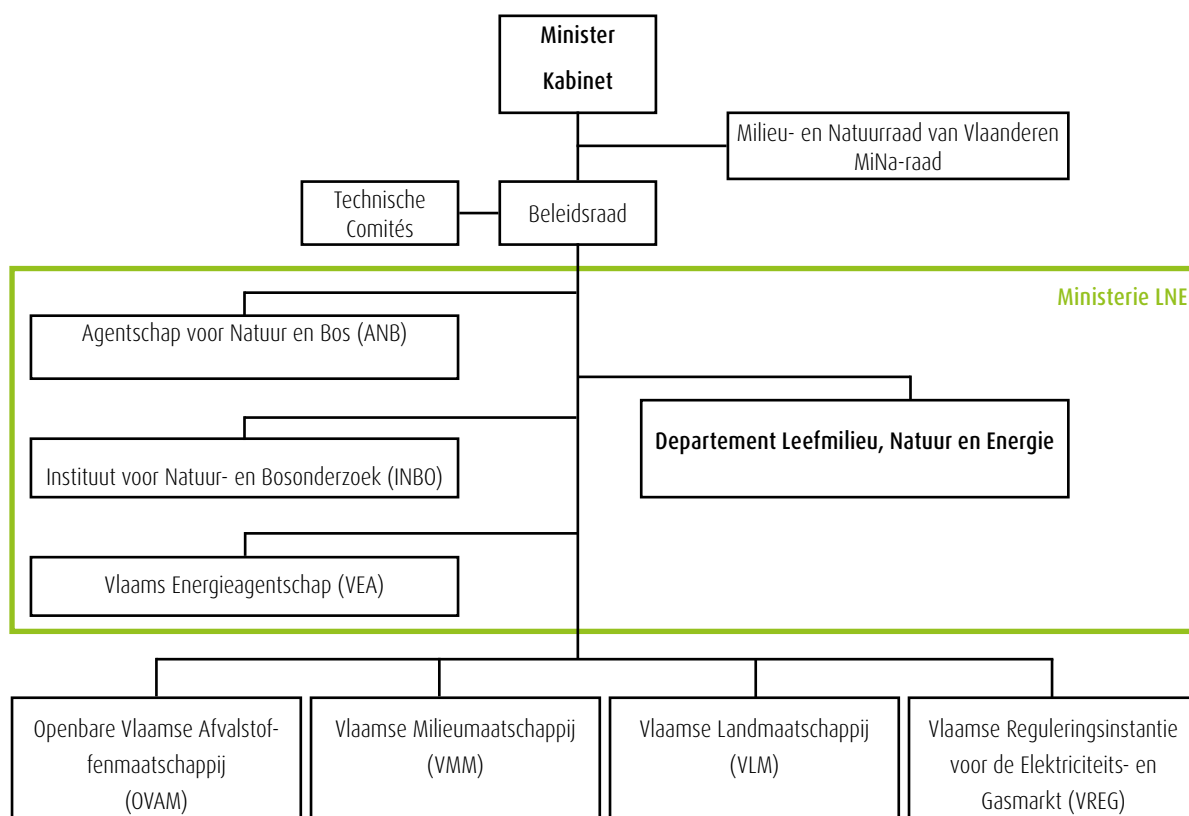 Minister
Kabinet
Milieu- en Natuurraad van Vlaanderen
MiNa-raad
Technische
Comités
Beleidsraad
Ministerie LNE
Agentschap voor Natuur en Bos (ANB)
Departement Leefmilieu, Natuur en Energie
Instituut voor Natuur- en Bosonderzoek (INBO)
Vlaams Energieagentschap (VEA)
Openbare Vlaamse Afvalstof-
fenmaatschappij
(OVAM)
Vlaamse Milieumaatschappij
(VMM)
Vlaamse Landmaatschappij
(VLM)
Vlaamse Reguleringsinstantie
voor de Elektriciteits- en
Gasmarkt (VREG)